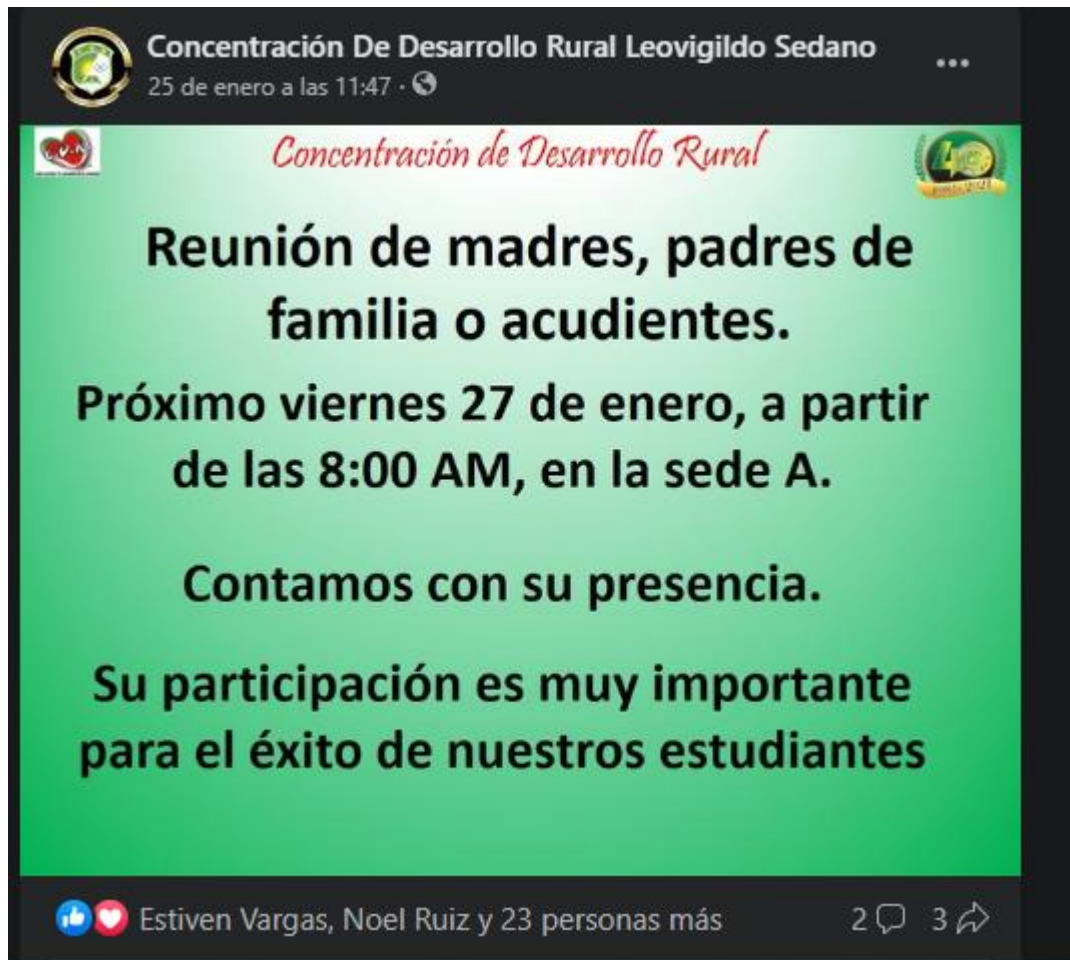 Concentración De Desarrollo Rural Leovigildo Sedano
25 de enero a las 11:47 ·
Concentración de Desarrollo Rural
Reunión de madres, padres de
familia o acudientes.
Próximo viernes 27 de enero, a partir
de las 8:00 AM, en la sede A.
Contamos con su presencia.
Su participación es muy importante
para el éxito de nuestros estudiantes
Estiven Vargas, Noel Ruiz y 23 personas más 2 3